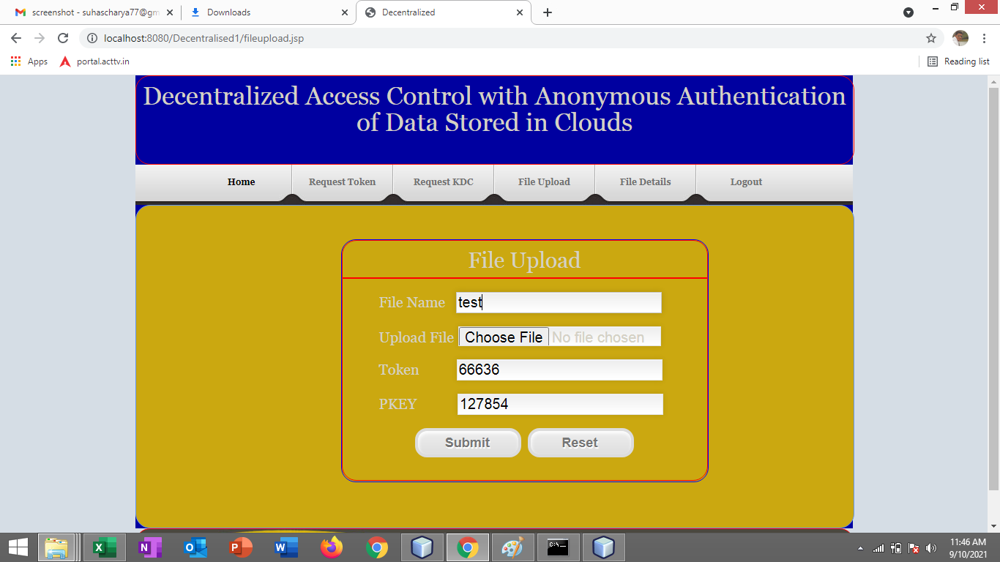 screenshot - suhascharya77@gm
Downloads
Decentralized
localhost:8080/Decentralised1/fileupload.jsp
Apps
portal.acttv.in
Reading list
Decentralized Access Control with Anonymous Authentication
of Data Stored in Clouds
Home
Request Token
Request KDC
File Upload
File Details
Logout
File Upload
File Name test
Upload File Choose File No file chosen
Token 66636
PKEY 127854
Submit Reset
11:46 AM
9/10/2021